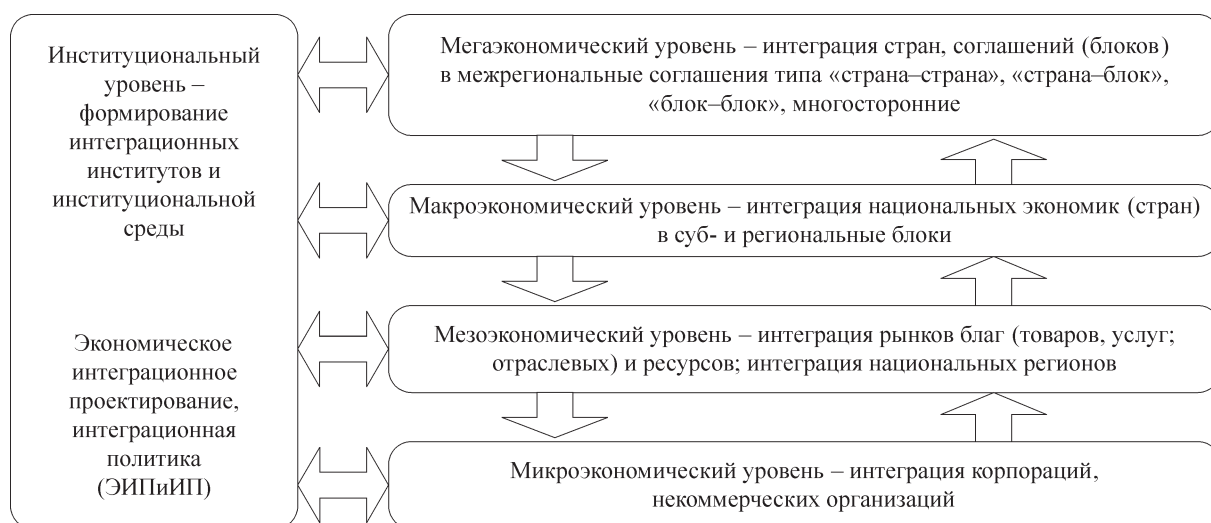 Институциональный
уровень –
формирование
интеграционных
институтов и
институциональной
среды
Экономическое
интеграционное
проектирование,
интеграционная
политика
(ЭИПиИП)
Мегаэкономический уровень – интеграция стран, соглашений (блоков)
в межрегиональные соглашения типа «страна–страна», «страна–блок»,
«блок–блок», многосторонние
Макроэкономический уровень – интеграция национальных экономик (стран)
в суб- и региональные блоки
Мезоэкономический уровень – интеграция рынков благ (товаров, услуг;
отраслевых) и ресурсов; интеграция национальных регионов
Микроэкономический уровень – интеграция корпораций,
некоммерческих организаций